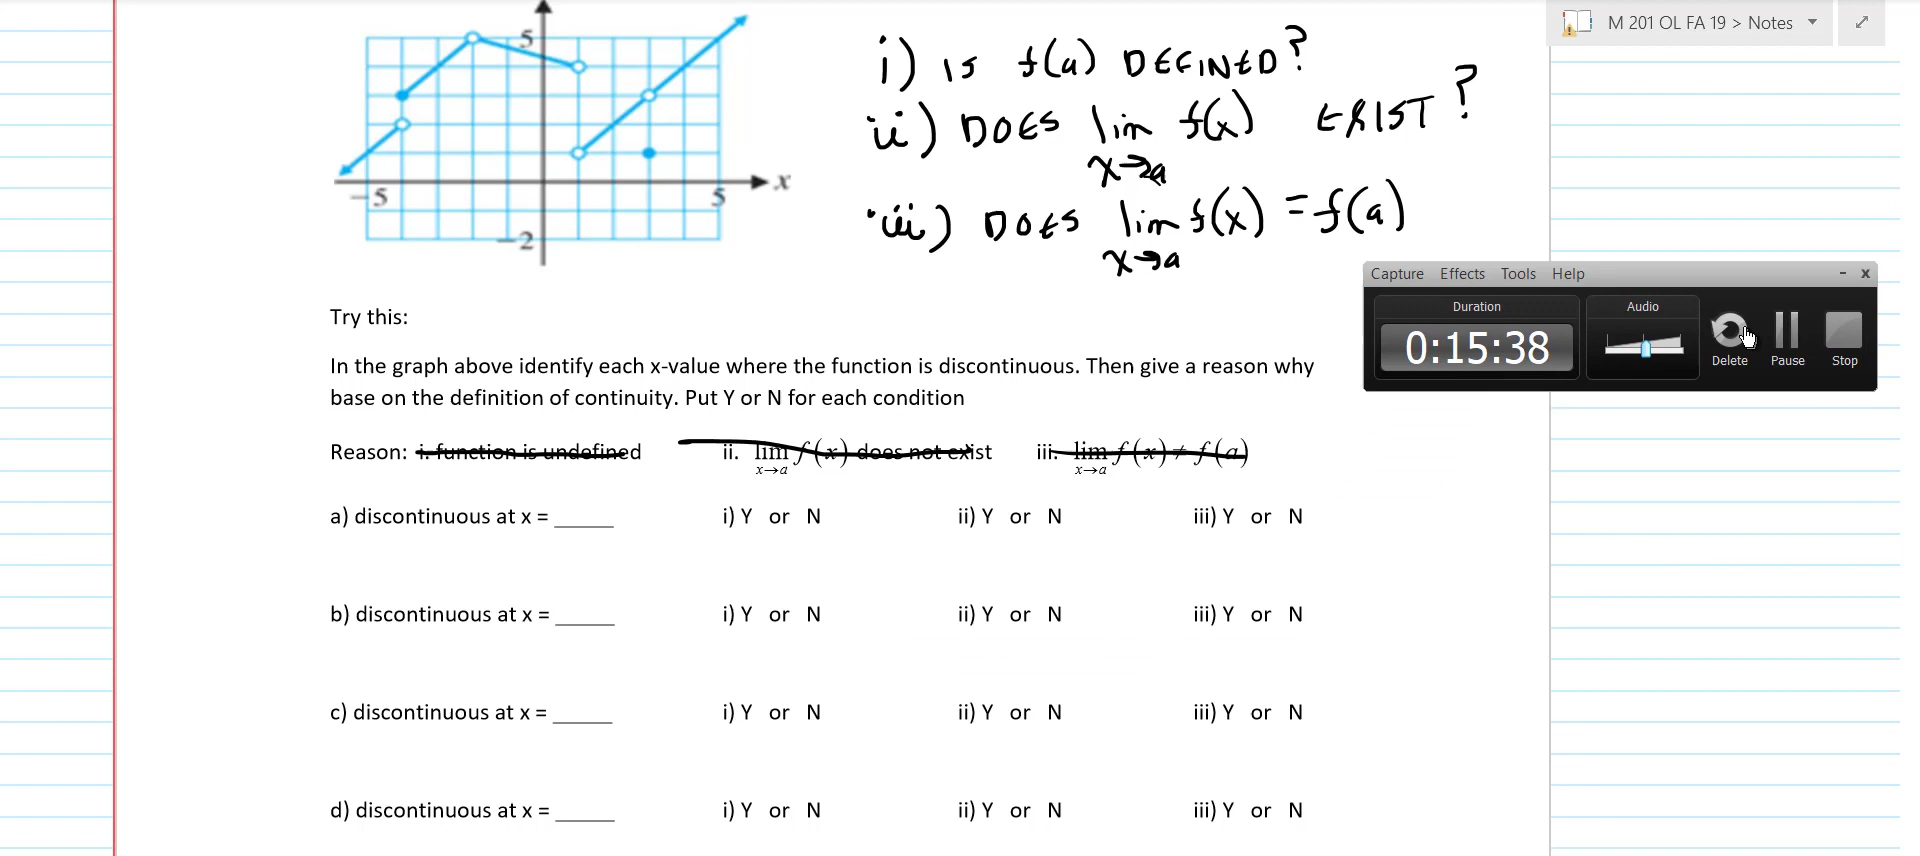 M 201 OL FA 19 > Notes
5
-5
5
x
-2
i) IS f(a) DEFINED?
ii) DOES lim f(x) EXIST?
x→a
iii) DOES lim f(x) = f(a)
x→a
Capture Effects Tools Help - x
Duration
Audio
0:15:38
Delete Pause Stop
Try this:
In the graph above identify each x-value where the function is discontinuous. Then give a reason why
base on the definition of continuity. Put Y or N for each condition
Reason: i. function is undefined ii. lim f(x) does not exist iii. lim f(x) ≠ f(a)
x→a x→a
a) discontinuous at x = _____ i) Y or N ii) Y or N iii) Y or N
b) discontinuous at x = _____ i) Y or N ii) Y or N iii) Y or N
c) discontinuous at x = _____ i) Y or N ii) Y or N iii) Y or N
d) discontinuous at x = _____ i) Y or N ii) Y or N iii) Y or N